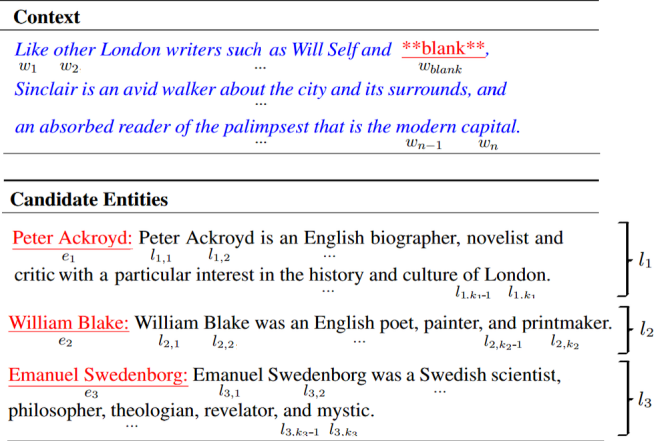 Context
Like other London writers such as Will Self and **blank**,
w1 w2 ... wblank
Sinclair is an avid walker about the city and its surrounds, and
...
an absorbed reader of the palimpsest that is the modern capital.
... wn−1 wn
Candidate Entities
Peter Ackroyd: Peter Ackroyd is an English biographer, novelist and
e1 l1,1 l1,2 ...
critic with a particular interest in the history and culture of London.
... l1,k1-1 l1,k1
l1
William Blake: William Blake was an English poet, painter, and printmaker.
e2 l2,1 l2,2 ... l2,k2-1 l2,k2
l2
Emanuel Swedenborg: Emanuel Swedenborg was a Swedish scientist,
e3 l3,1 l3,2 ...
philosopher, theologian, revelator, and mystic.
... l3,k3-1 l3,k3
l3